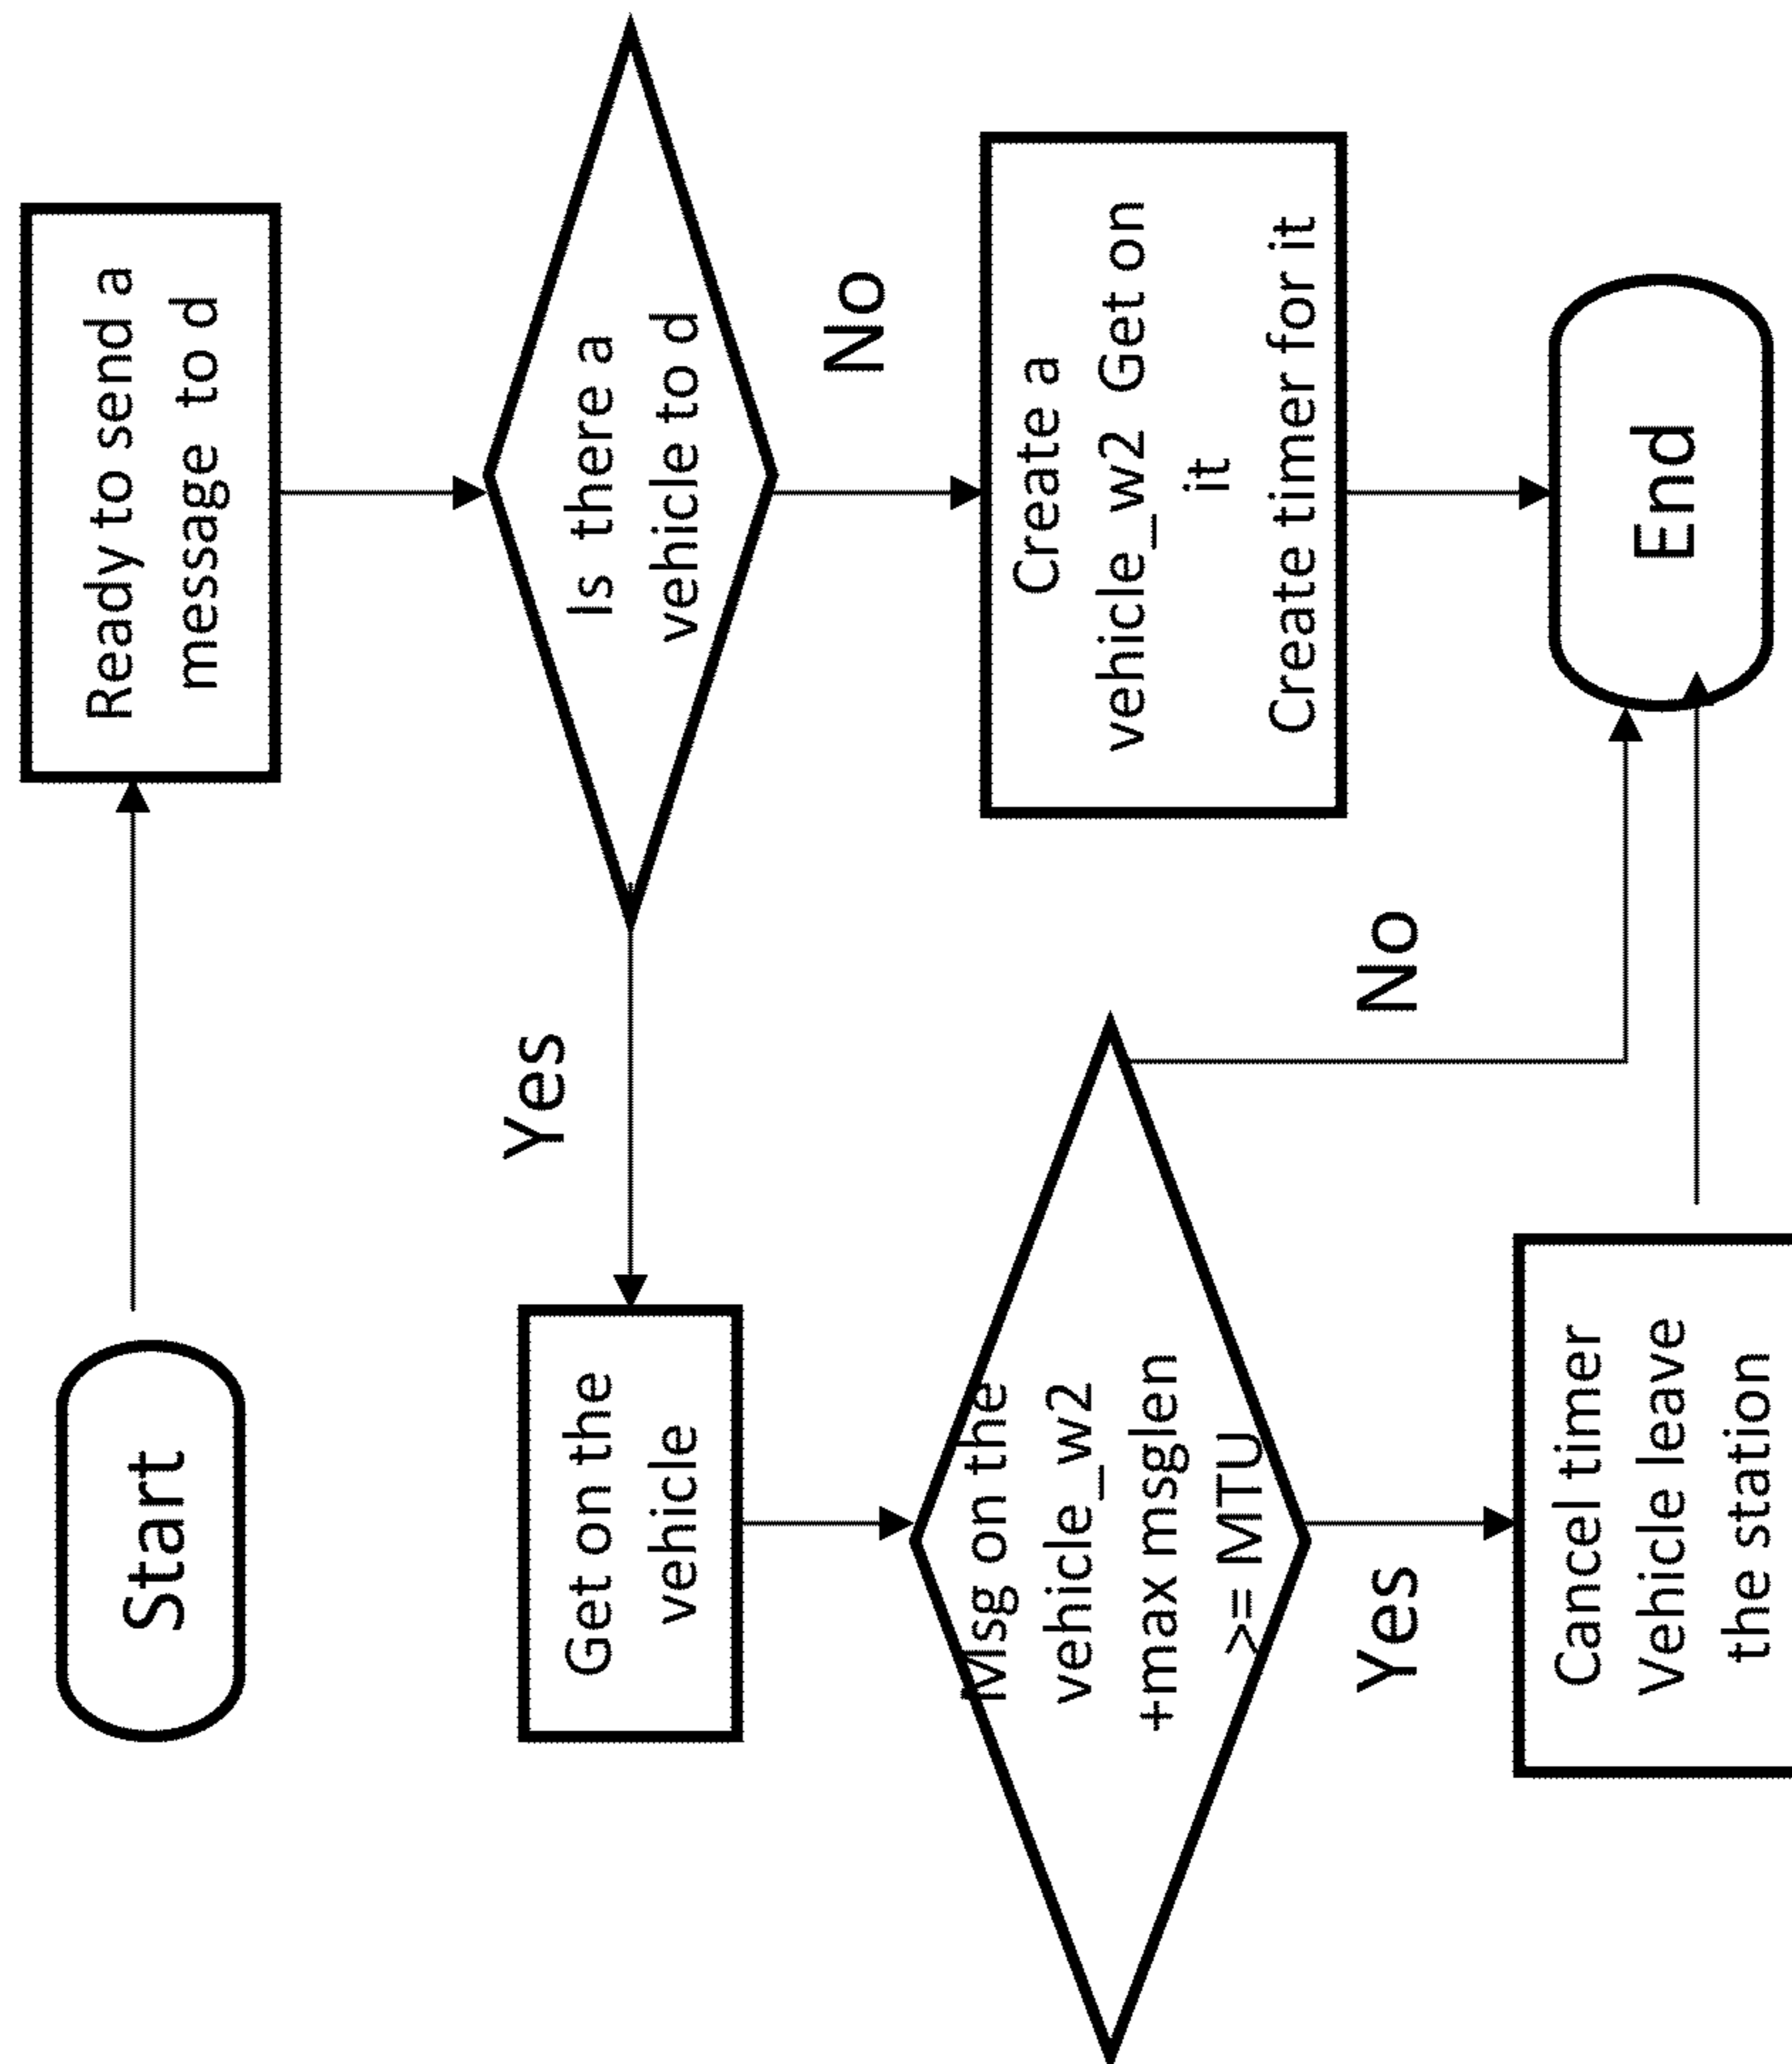 Start
Ready to send a
message to d
Is there a
vehicle to d
Yes
No
Get on the
vehicle
Create a
vehicle_w2 Get on
it
Create timer for it
Msg on the
vehicle_w2
+max msglen
>= MTU
No
Yes
Cancel timer
Vehicle leave
the station
End